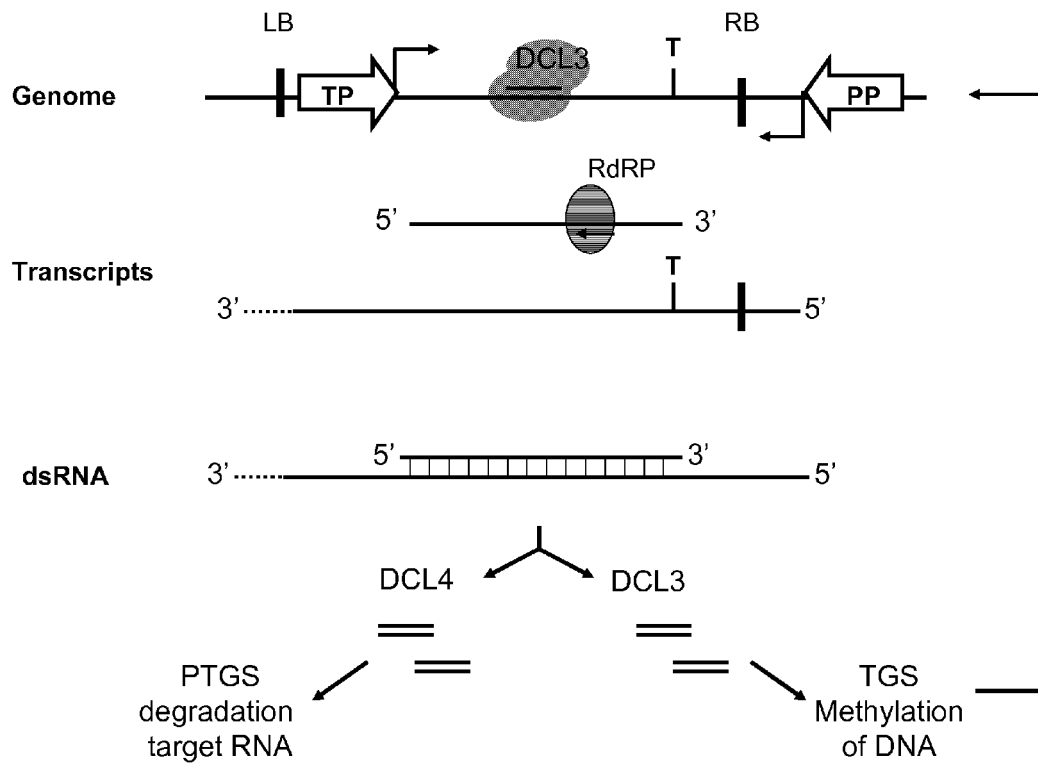 LB
RB
T
DCL3
Genome
TP
PP
RdRP
5’
3’
Transcripts
T
3’
5’
5’
3’
dsRNA
3’
5’
DCL4
DCL3
PTGS
degradation
target RNA
TGS
Methylation
of DNA